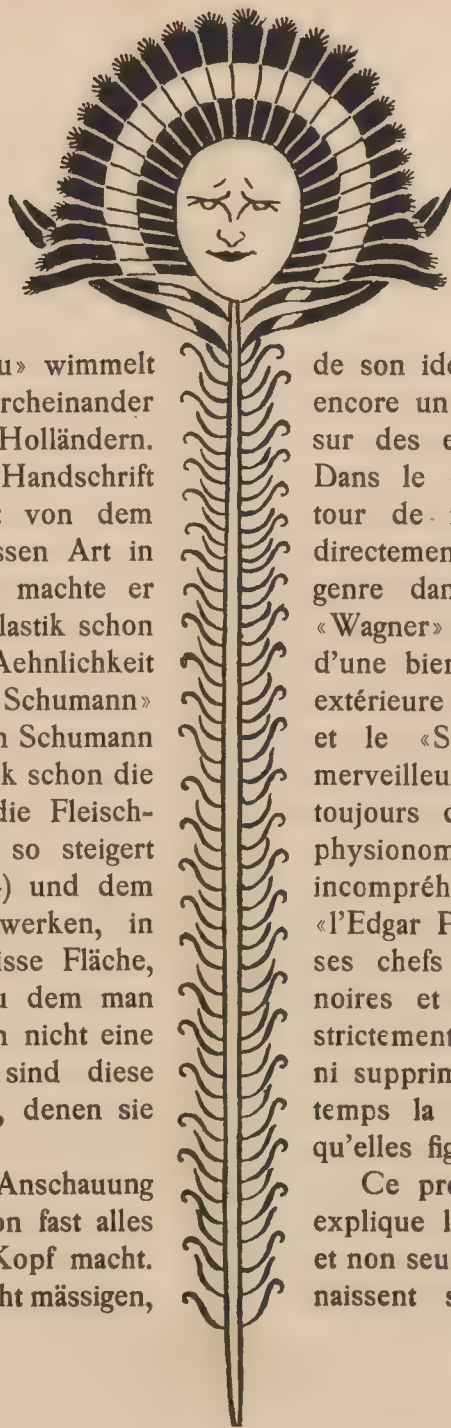 u» wimmelt
rcheinander
Holländern.
Handschrift
von dem
ssen Art in
machte er
lastik schon
Aehnlichkeit
Schumann»
n Schumann
k schon die
die Fleisch-
so steigert
) und dem
werken, in
isse Fläche,
u dem man
n nicht eine
sind diese
, denen sie
Anschauung
on fast alles
Kopf macht.
ht mässigen,
de son ide
encore un
sur des e
Dans le
tour de
directemen
genre dan
«Wagner»
d'une bien
extérieure
et le «S
merveilleu
toujours c
physionom
incompréh
«l'Edgar P
ses chefs
noires et
strictement
ni supprim
temps la
qu'elles fig
Ce pro
explique l
et non seu
naissent s